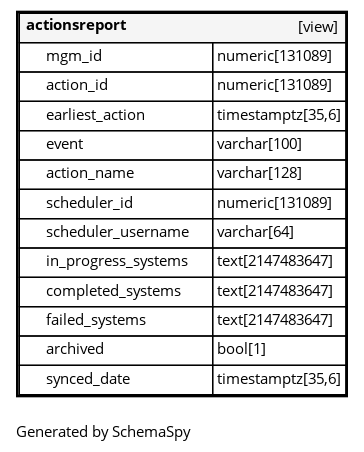 actionsreport [view]
mgm_id numeric[131089]
action_id numeric[131089]
earliest_action timestamptz[35,6]
event varchar[100]
action_name varchar[128]
scheduler_id numeric[131089]
scheduler_username varchar[64]
in_progress_systems text[2147483647]
completed_systems text[2147483647]
failed_systems text[2147483647]
archived bool[1]
synced_date timestamptz[35,6]
Generated by SchemaSpy